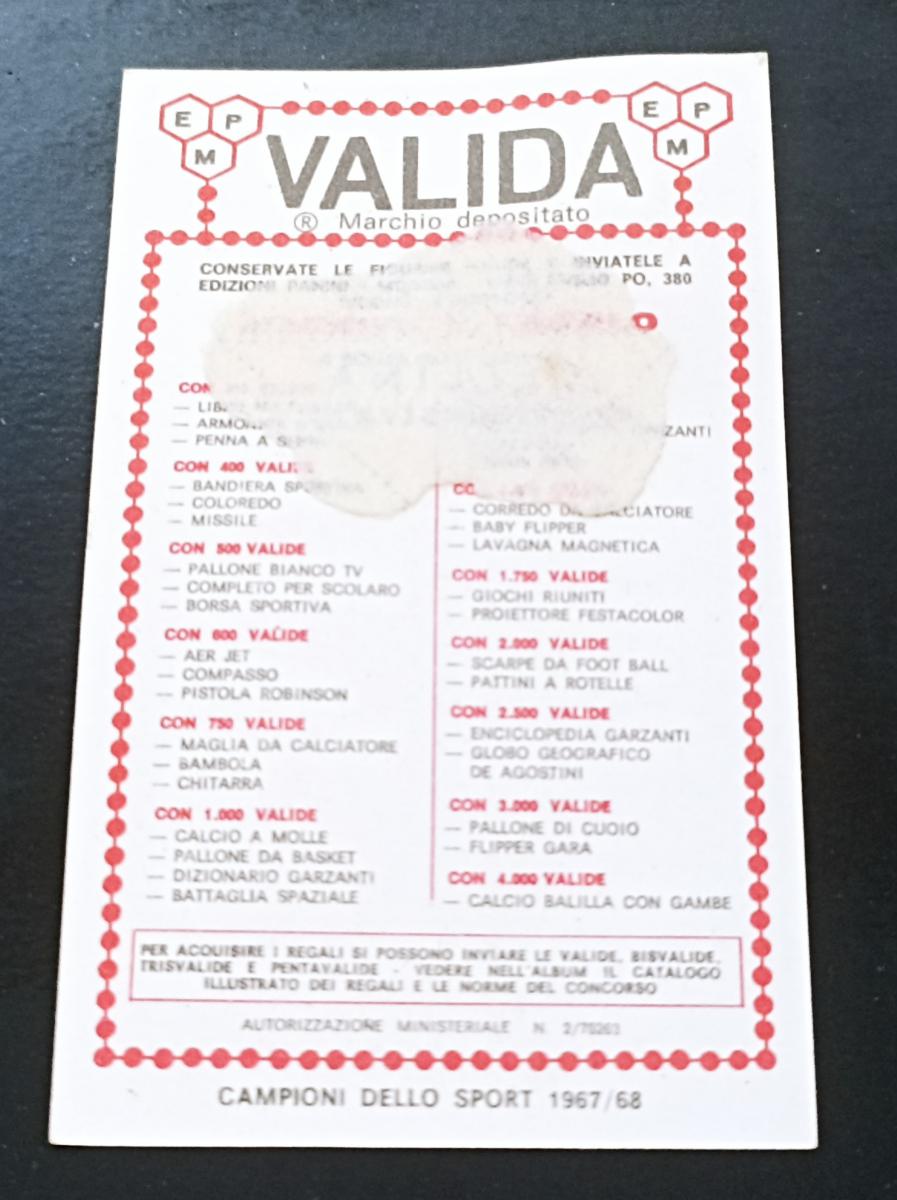 E P M
E P M
VALIDA
® Marchio depositato
CONSERVATE LE INVIATELE A
EDIZIONI PANINI PO, 380
CON
— LIB
— ARMO
— PENNA A
CON 400
— BANDIERA
— COLOREDO
— MISSILE
CON 500 VALIDE
— PALLONE BIANCO TV
— COMPLETO PER SCOLARO
— BORSA SPORTIVA
CON 600 VALIDE
— AER JET
— COMPASSO
— PISTOLA ROBINSON
CON 750 VALIDE
— MAGLIA DA CALCIATORE
— BAMBOLA
— CHITARRA
CON 1.000 VALIDE
— CALCIO A MOLLE
— PALLONE DA BASKET
— DIZIONARIO GARZANTI
— BATTAGLIA SPAZIALE
ZANTI
— CORREDO DA CALCIATORE
— BABY FLIPPER
— LAVAGNA MAGNETICA
CON 1.750 VALIDE
— GIOCHI RIUNITI
— PROIETTORE FESTACOLOR
CON 2.000 VALIDE
— SCARPE DA FOOT BALL
— PATTINI A ROTELLE
CON 2.500 VALIDE
— ENCICLOPEDIA GARZANTI
— GLOBO GEOGRAFICO
DE AGOSTINI
CON 3.000 VALIDE
— PALLONE DI CUOIO
— FLIPPER GARA
CON 4.000 VALIDE
— CALCIO BALILLA CON GAMBE
PER ACQUISIRE I REGALI SI POSSONO INVIARE LE VALIDE, BISVALIDE,
TRISVALIDE E PENTAVALIDE - VEDERE NELL'ALBUM IL CATALOGO
ILLUSTRATO DEI REGALI E LE NORME DEL CONCORSO
AUTORIZZAZIONE MINISTERIALE N. 2/70263
CAMPIONI DELLO SPORT 1967/68